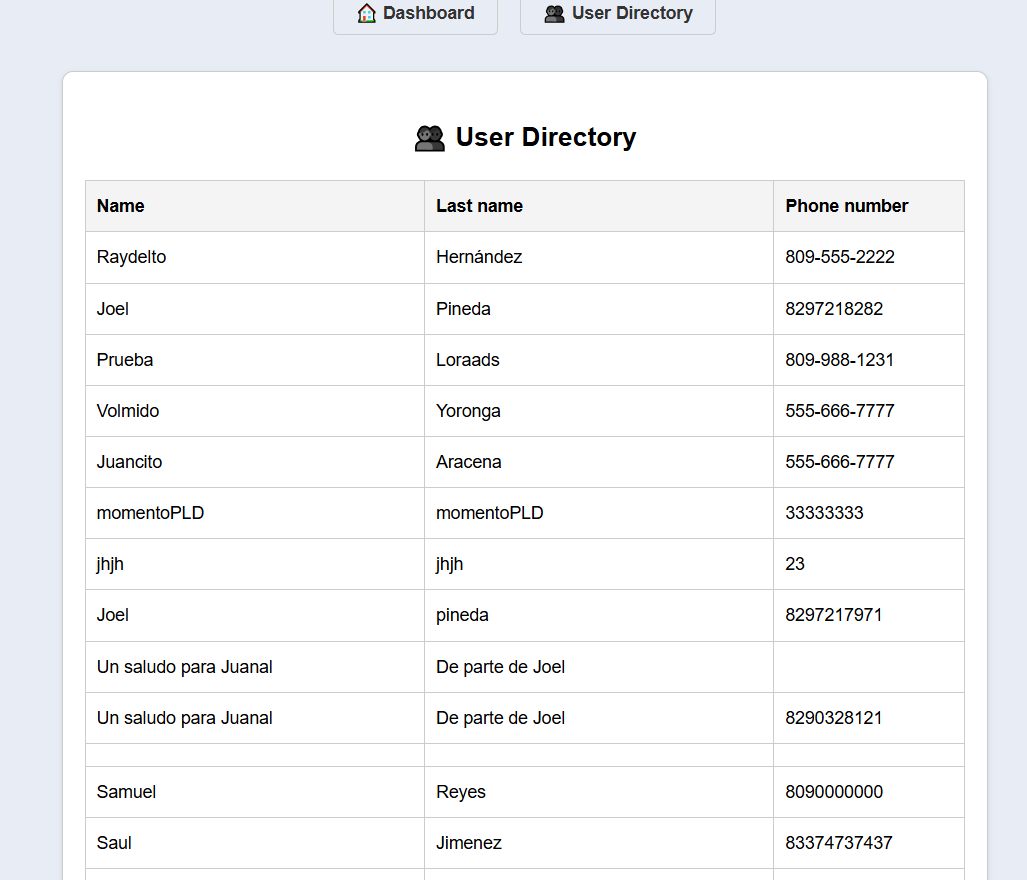 Dashboard User Directory
User Directory
Name Last name Phone number
Raydelto Hernández 809-555-2222
Joel Pineda 8297218282
Prueba Loraads 809-988-1231
Volmido Yoronga 555-666-7777
Juancito Aracena 555-666-7777
momentoPLD momentoPLD 33333333
jhjh jhjh 23
Joel pineda 8297217971
Un saludo para Juanal De parte de Joel
Un saludo para Juanal De parte de Joel 8290328121
Samuel Reyes 8090000000
Saul Jimenez 83374737437